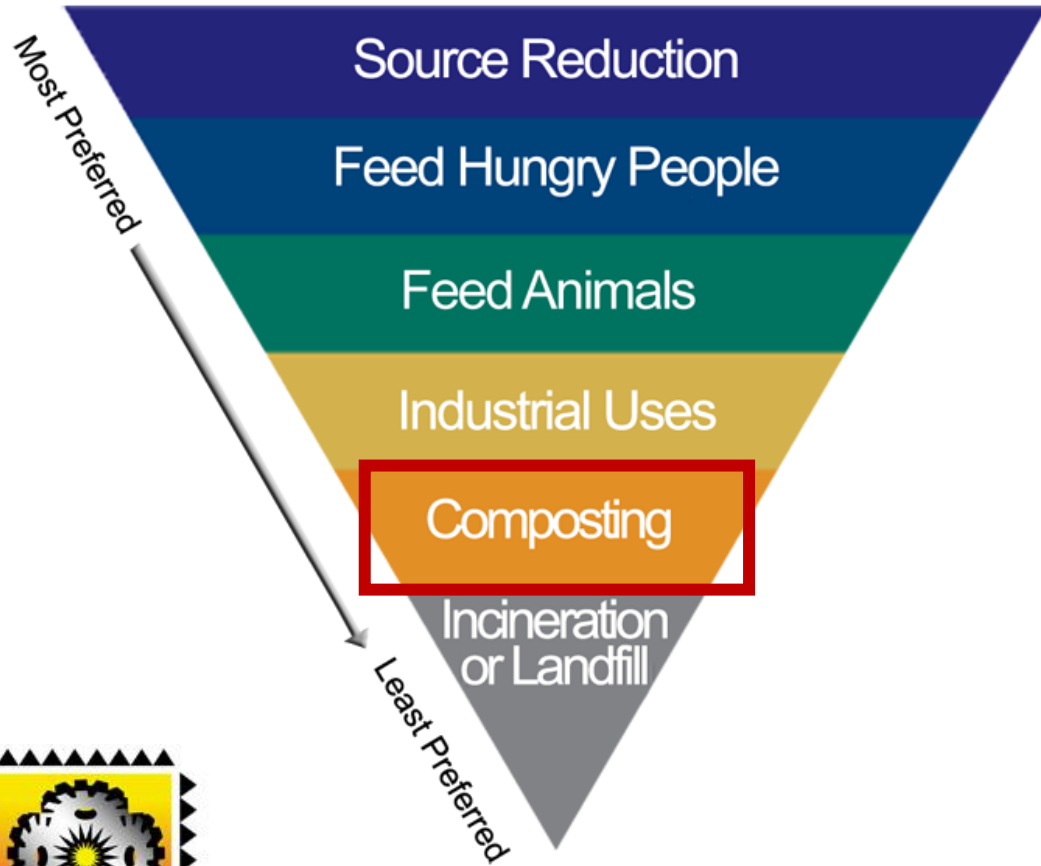 Source Reduction
Most Preferred
Feed Hungry People
Feed Animals
Industrial Uses
Composting
Incineration
or Landfill
Least Preferred